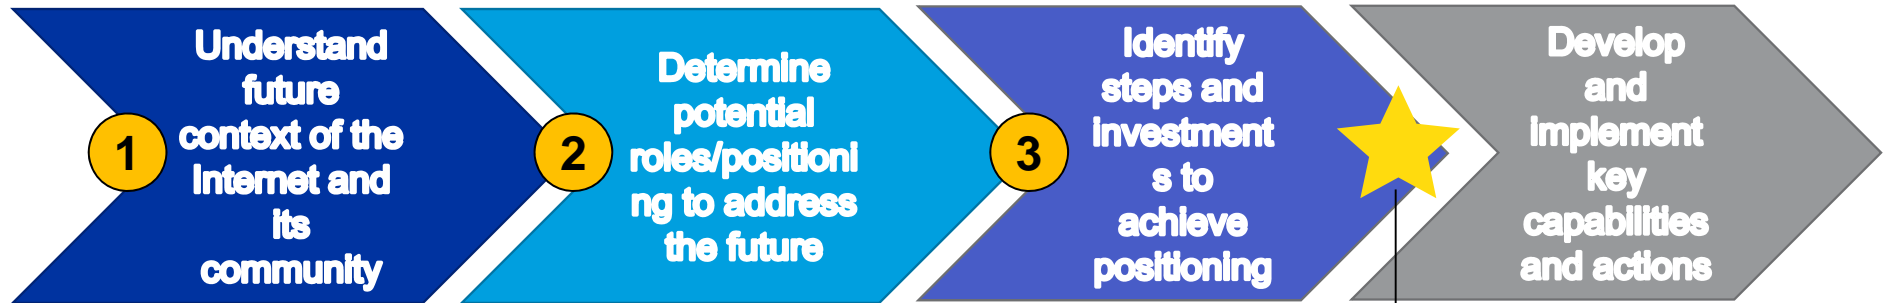 1
Understand
future
context of the
Internet and
its
community
2
Determine
potential
roles/positioni
ng to address
the future
3
Identify
steps and
investment
s to
achieve
positioning
Develop
and
implement
key
capabilities
and actions